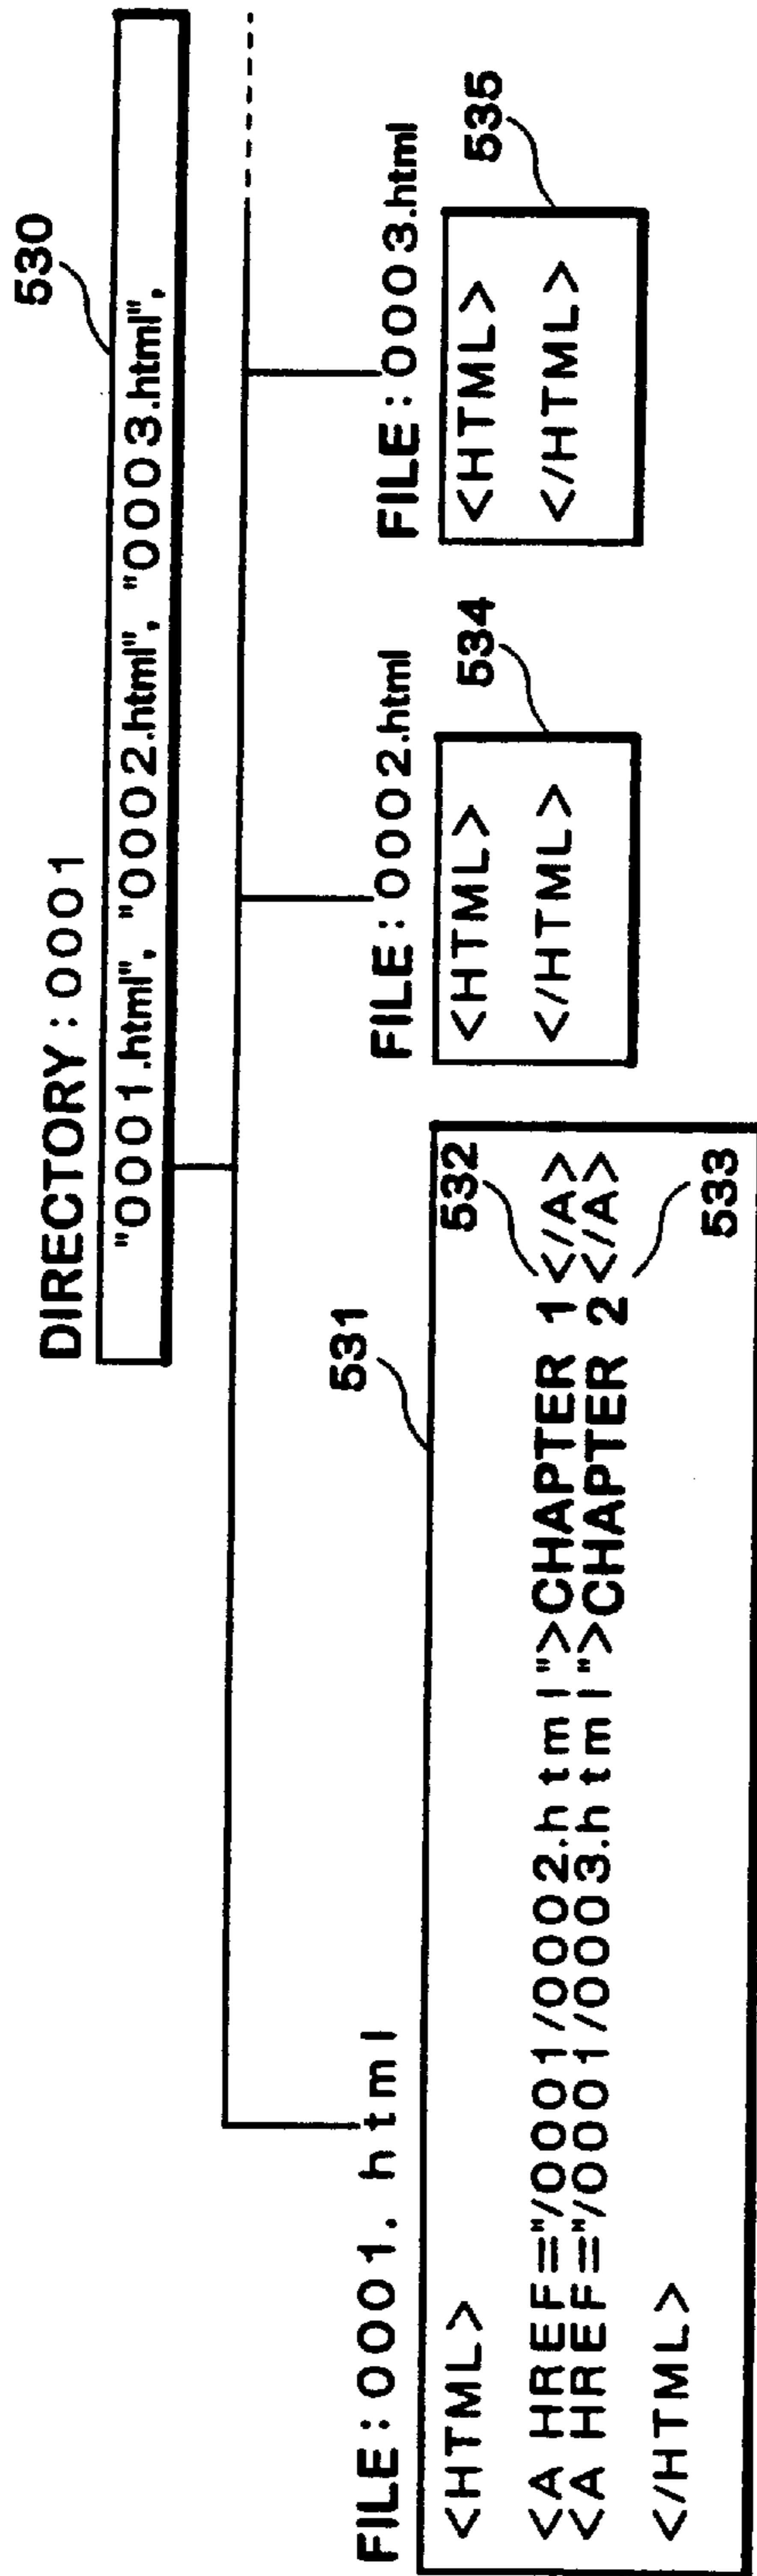 530
DIRECTORY:0001
"0001.html", "0002.html", "0003.html",
FILE:0001.html
531
<HTML>
532
<A HREF="/0001/0002.html">CHAPTER 1</A>
<A HREF="/0001/0003.html">CHAPTER 2</A>
533
</HTML>
FILE:0002.html
534
<HTML>
</HTML>
FILE:0003.html
535
<HTML>
</HTML>